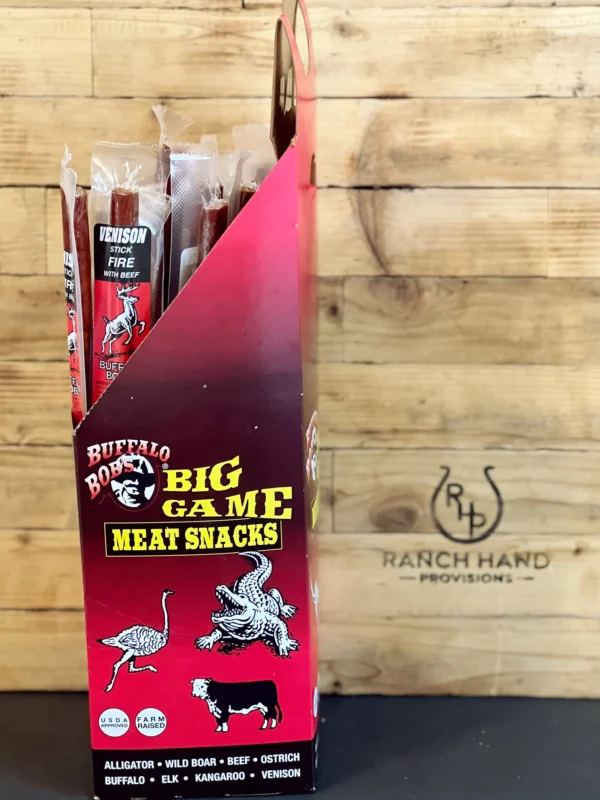 VENISON
STICK
FIRE
WITH BEEF
BUFFALO
BOB'S®
BIG
GAME
MEAT SNACKS
USDA
APPROVED
FARM
RAISED
ALLIGATOR • WILD BOAR • BEEF • OSTRICH
BUFFALO • ELK • KANGAROO • VENISON
RHP
RANCH HAND
PROVISIONS